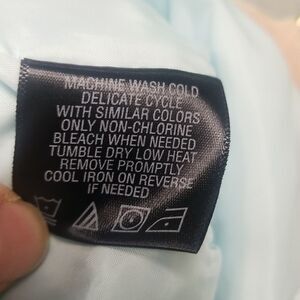 MACHINE WASH COLD
DELICATE CYCLE
WITH SIMILAR COLORS
ONLY NON-CHLORINE
BLEACH WHEN NEEDED
TUMBLE DRY LOW HEAT
REMOVE PROMPTLY
COOL IRON ON REVERSE
IF NEEDED